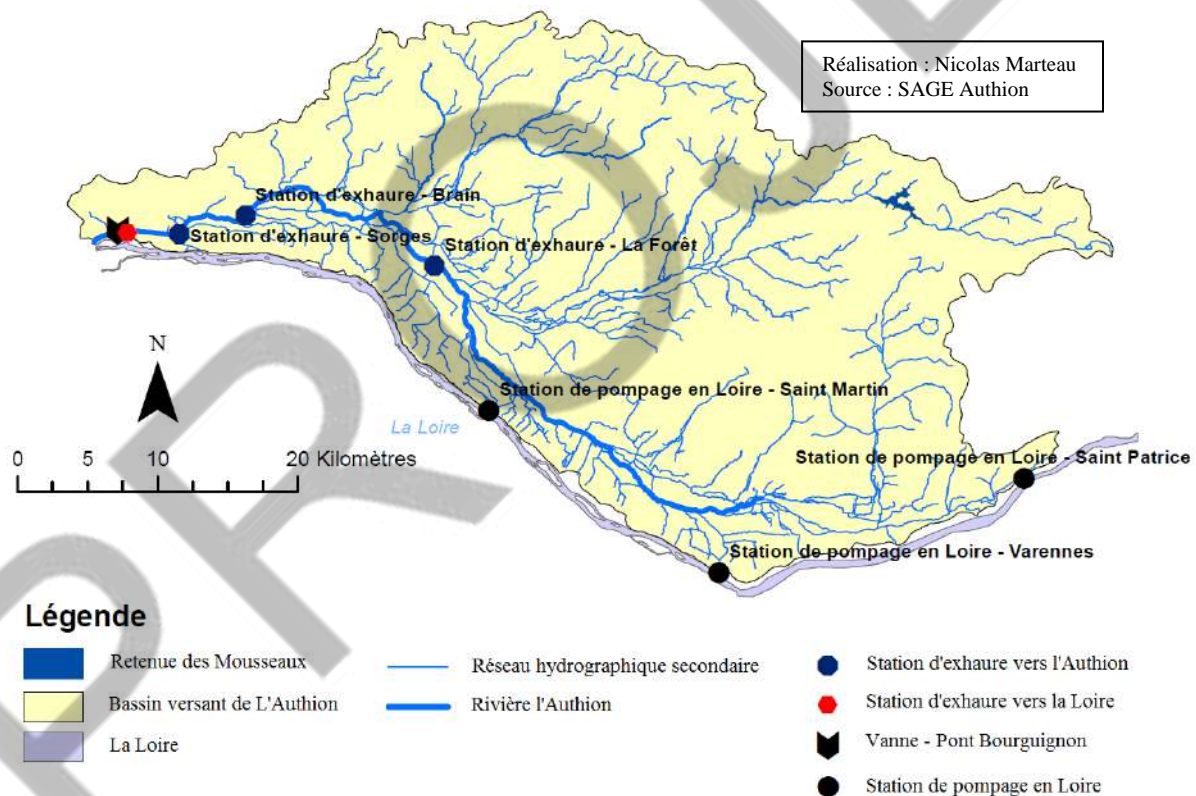 Réalisation : Nicolas Marteau
Source : SAGE Authion
Station d'exhaure - Brain
Station d'exhaure - Sorges
Station d'exhaure - La Forêt
N
Station de pompage en Loire - Saint Martin
La Loire
0 5 10 20 Kilomètres
Station de pompage en Loire - Saint Patrice
Station de pompage en Loire - Varennes
Légende
Retenue des Mousseaux
Bassin versant de L'Authion
La Loire
Réseau hydrographique secondaire
Rivière l'Authion
Station d'exhaure vers l'Authion
Station d'exhaure vers la Loire
Vanne - Pont Bourguignon
Station de pompage en Loire